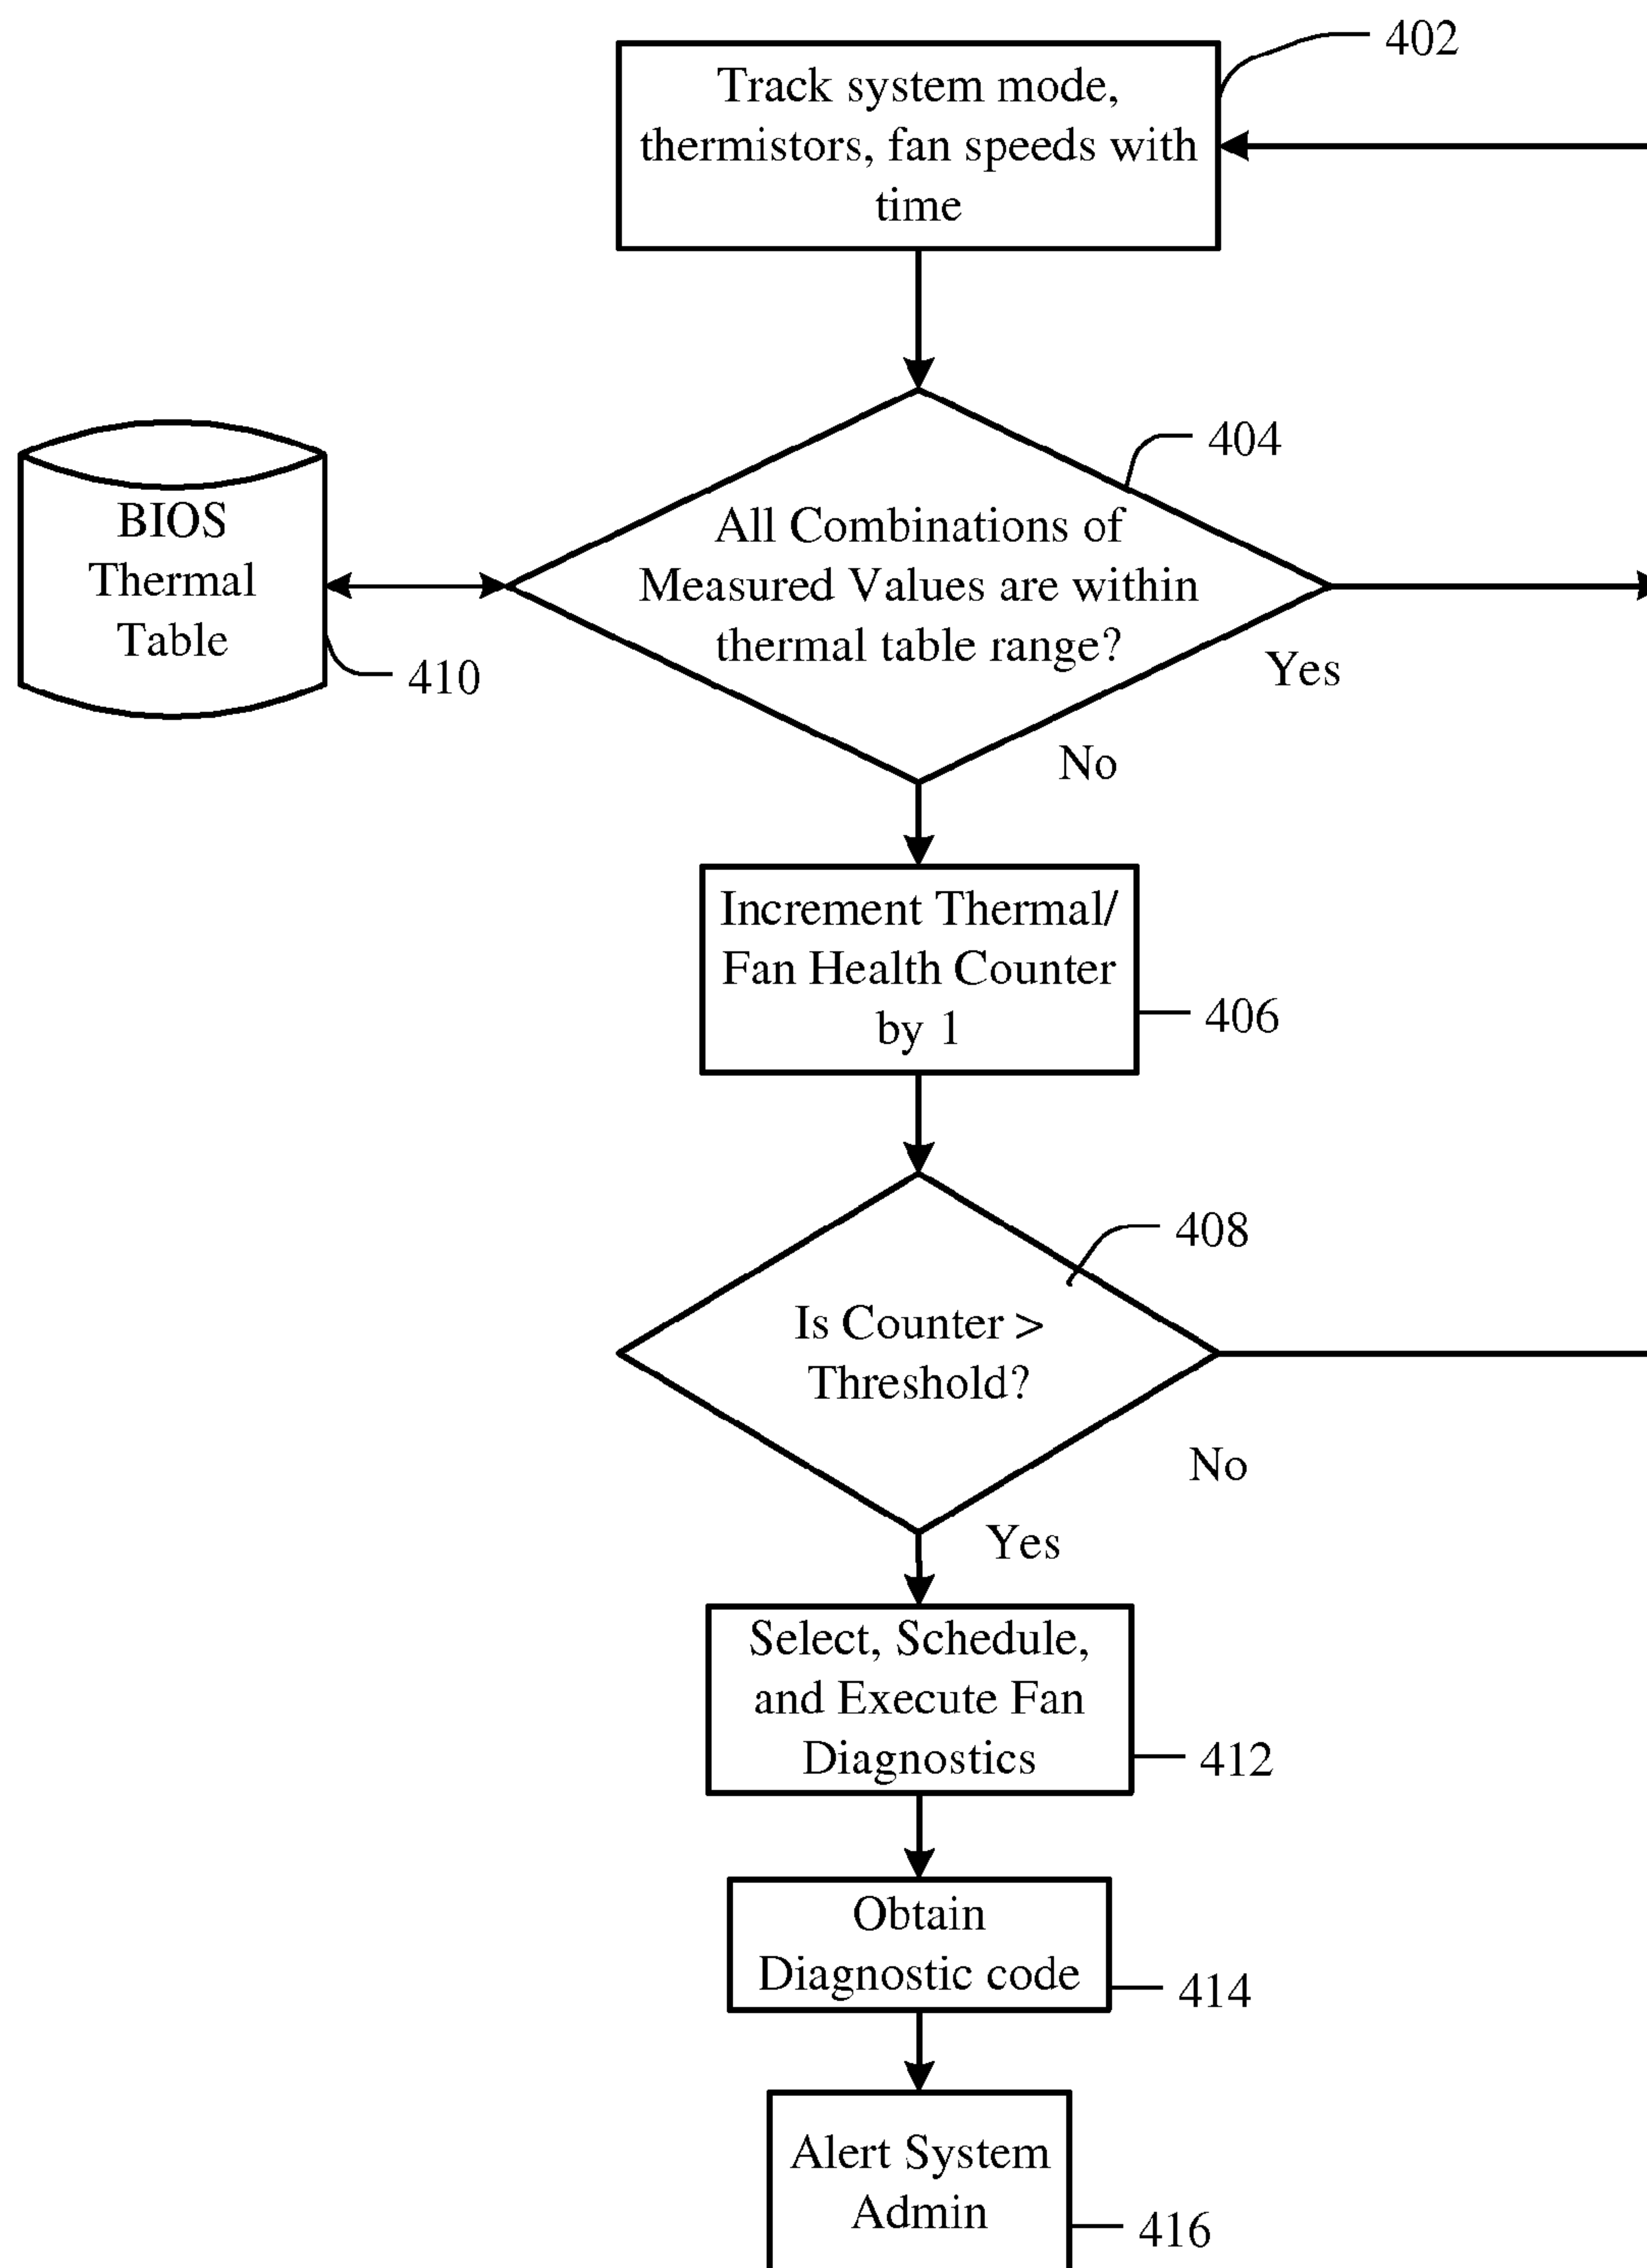 402
Track system mode,
thermistors, fan speeds with
time
404
All Combinations of
Measured Values are within
thermal table range?
BIOS
Thermal
Table
410
Yes
No
Increment Thermal/
Fan Health Counter
by 1
406
408
Is Counter >
Threshold?
No
Yes
Select, Schedule,
and Execute Fan
Diagnostics
412
Obtain
Diagnostic code
414
Alert System
Admin
416